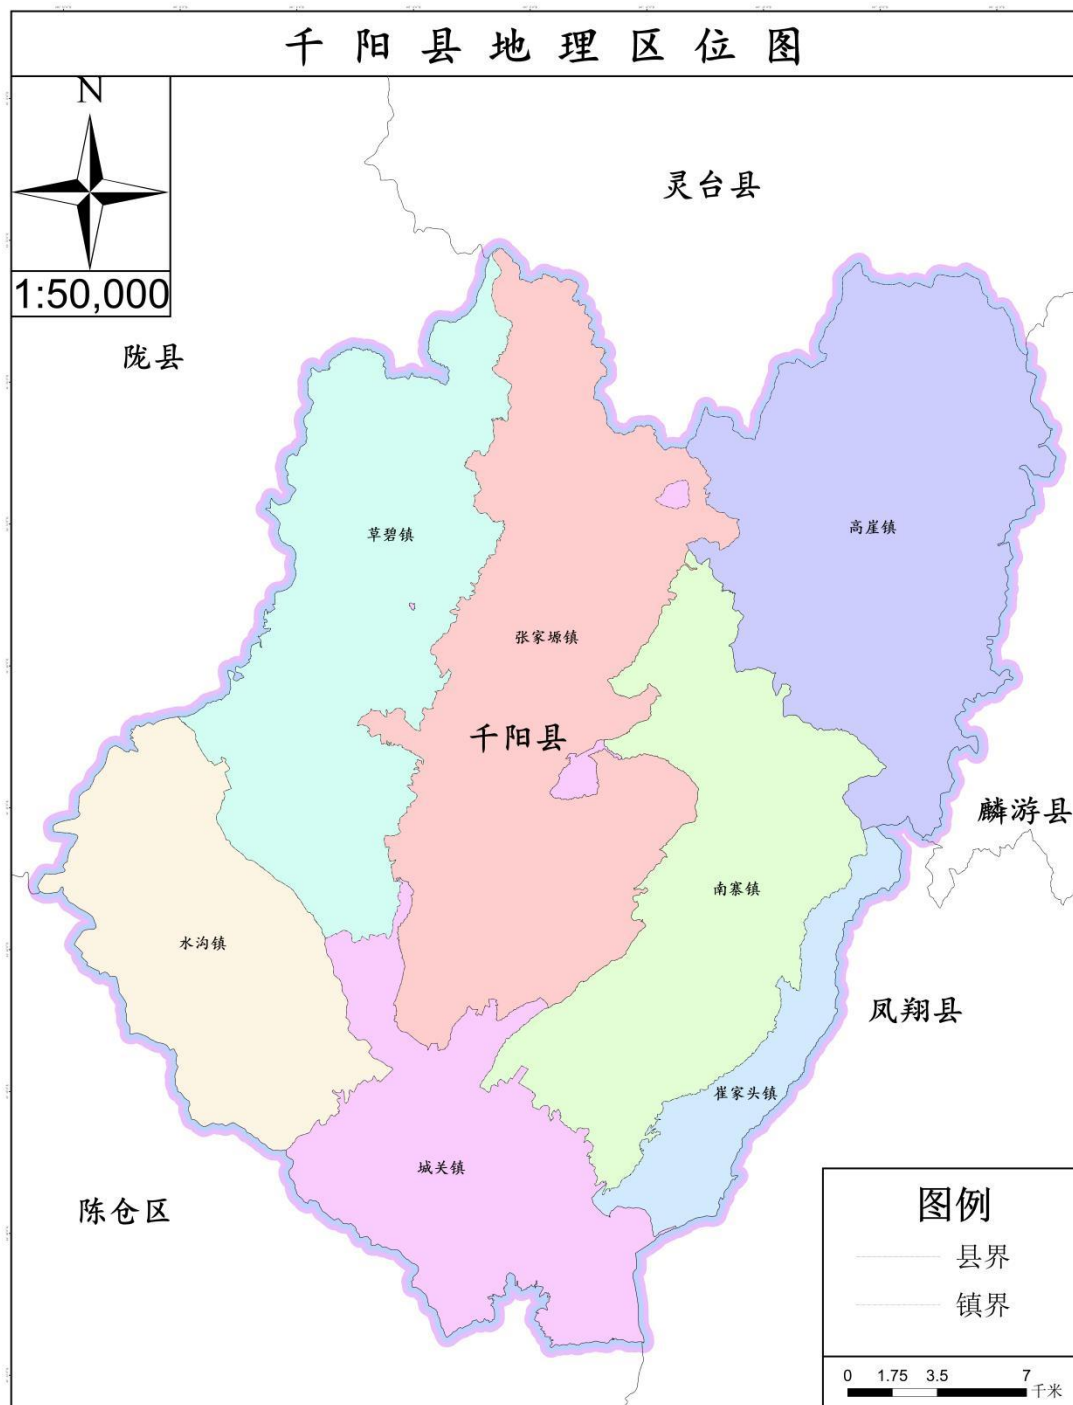 千阳县地理区位图
N
1:50,000
灵台县
陇县
草碧镇
高崖镇
张家塬镇
千阳县
麟游县
南寨镇
水沟镇
凤翔县
崔家头镇
城关镇
陈仓区
图例
县界
镇界
0 1.75 3.5 7
千米